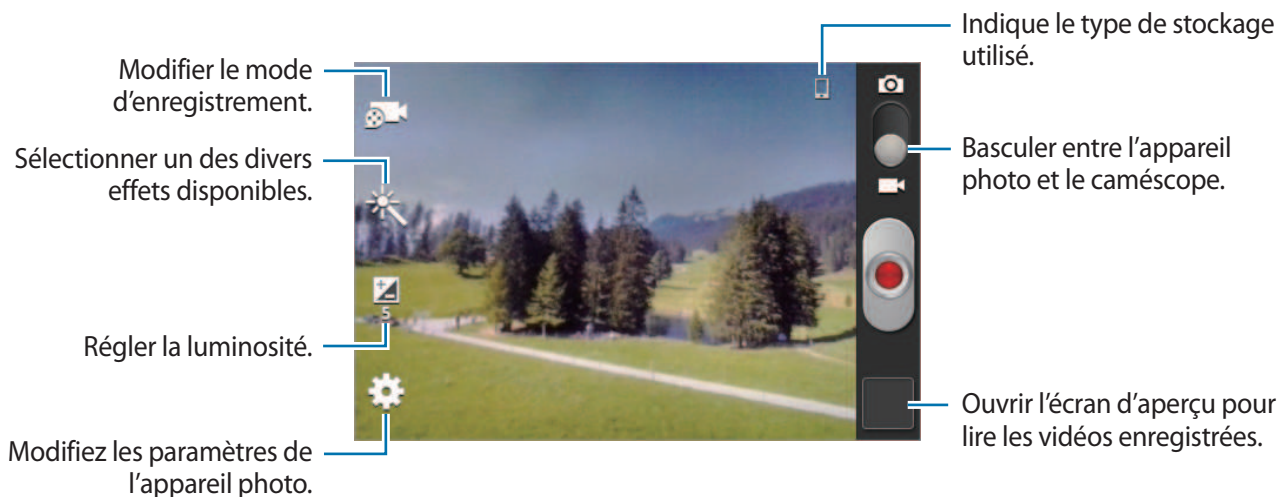 Modifier le mode
d'enregistrement.
Sélectionner un des divers
effets disponibles.
5
Régler la luminosité.
Modifiez les paramètres de
l'appareil photo.
Indique le type de stockage
utilisé.
Basculer entre l'appareil
photo et le caméscope.
Ouvrir l'écran d'aperçu pour
lire les vidéos enregistrées.